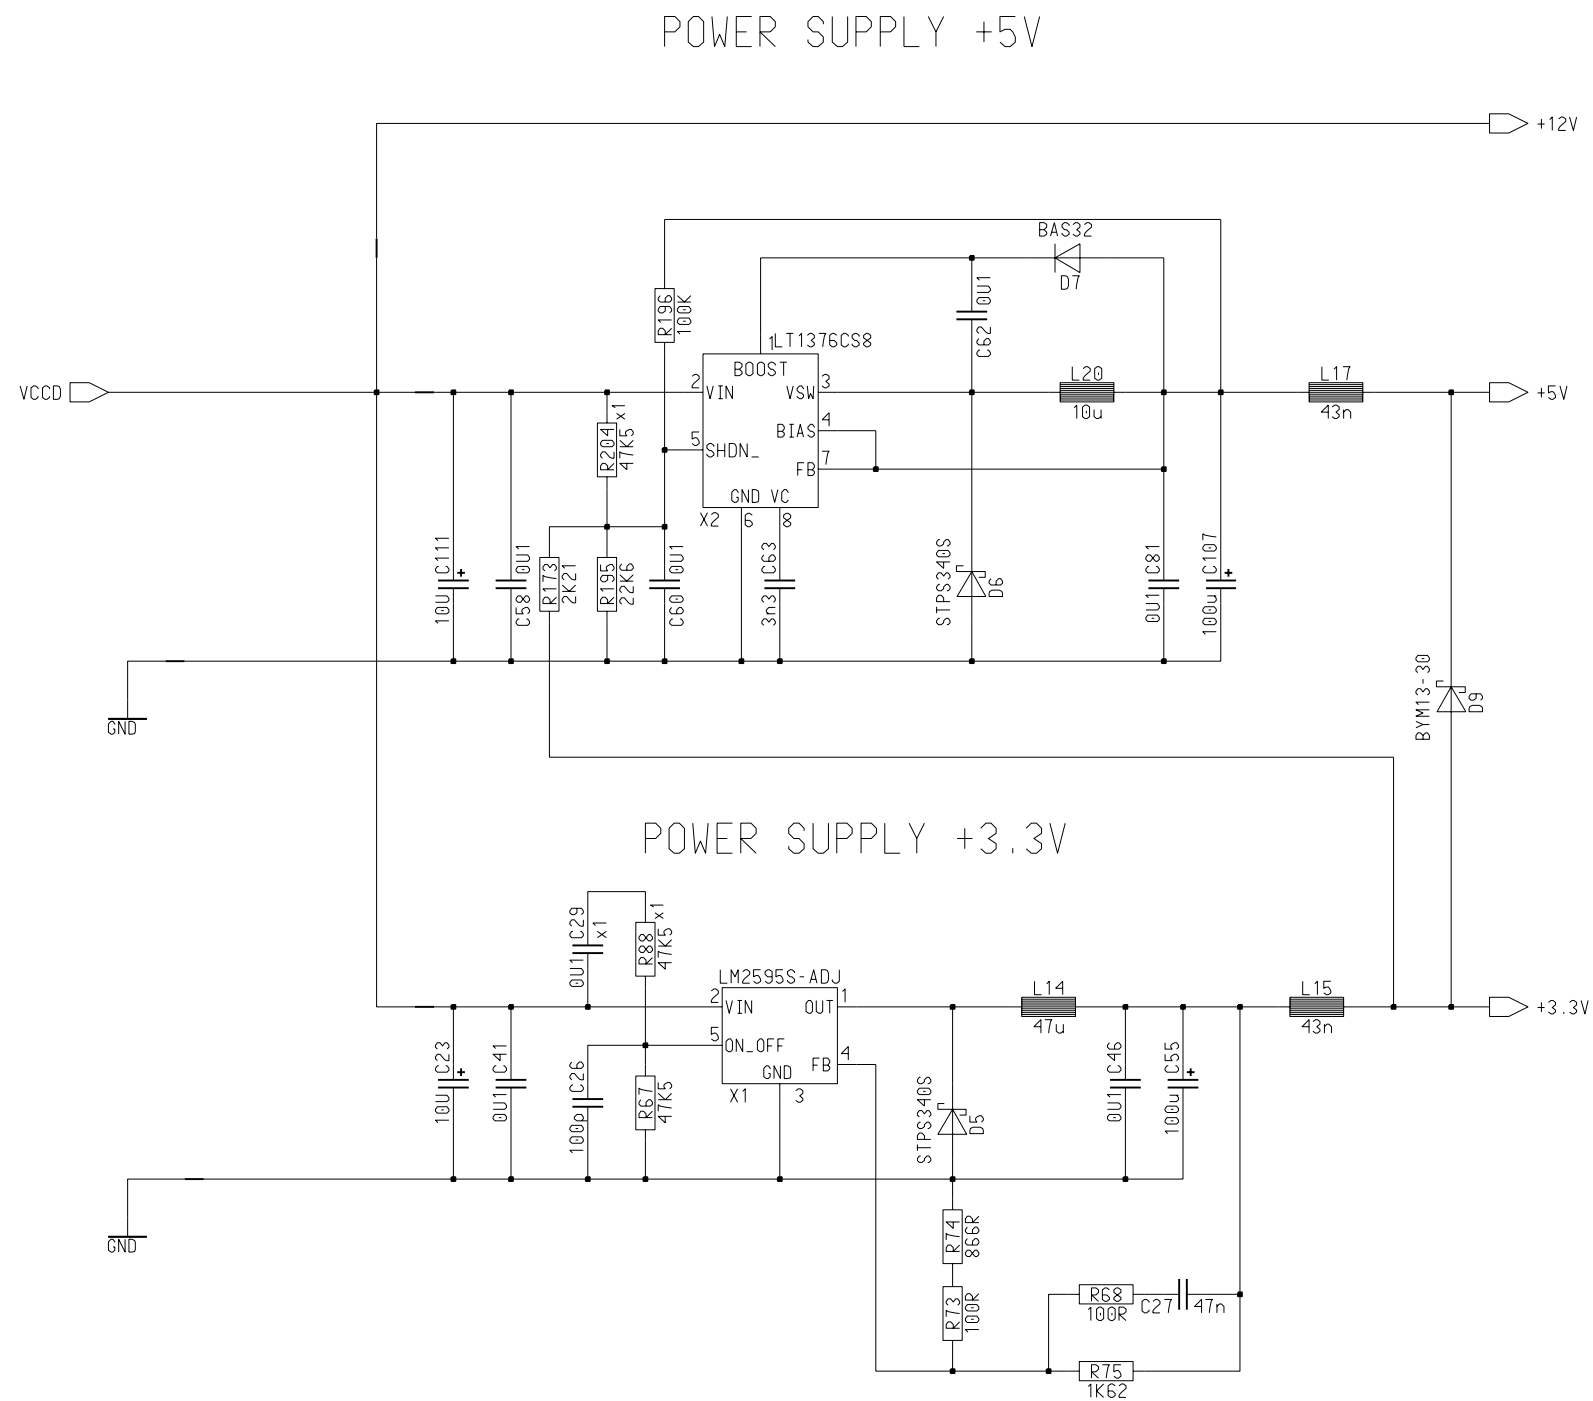 POWER SUPPLY +5V
+12V
BAS32
D7
R196
100K
0U1
C62
1
LT1376CS8
BOOST
VCCD
2
VIN
VSW
3
L20
10u
L17
43n
+5V
x1
R204
47K5
5
SHDN_
BIAS
4
FB
7
GND VC
X2
6
8
C111
10U
0U1
C58
R173
2K21
R195
22K6
0U1
C60
C63
3n3
STPS340S
D6
C81
0U1
C107
100u
+
+
GND
BYM13-30
D9
POWER SUPPLY +3.3V
C29
x1
0U1
x1
R88
47K5
LM2595S-ADJ
2
VIN
OUT
1
L14
47u
L15
43n
+3.3V
5
ON_OFF
FB
4
GND
X1
3
C23
10U
+
C41
0U1
C26
100p
R67
47K5
STPS340S
D5
C46
0U1
C55
100u
+
GND
R74
866R
R73
100R
R68
100R
C27
47n
R75
1K62